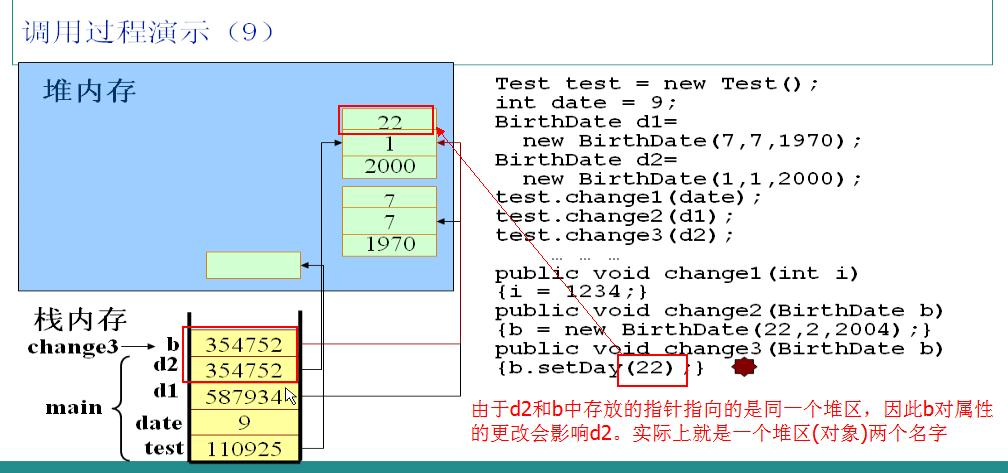 调用过程演示（9）
堆内存
22
1
2000
7
7
1970
栈内存
change3
b
354752
d2
354752
d1
587934
main
date
9
test
110925
Test test = new Test();
int date = 9;
BirthDate d1=
new BirthDate(7,7,1970);
BirthDate d2=
new BirthDate(1,1,2000);
test.change1(date);
test.change2(d1);
test.change3(d2);
… … …
public void change1(int i)
{i = 1234;}
public void change2(BirthDate b)
{b = new BirthDate(22,2,2004);}
public void change3(BirthDate b)
{b.setDay(22);}
由于d2和b中存放的指针指向的是同一个堆区，因此b对属性
的更改会影响d2。实际上就是一个堆区(对象)两个名字